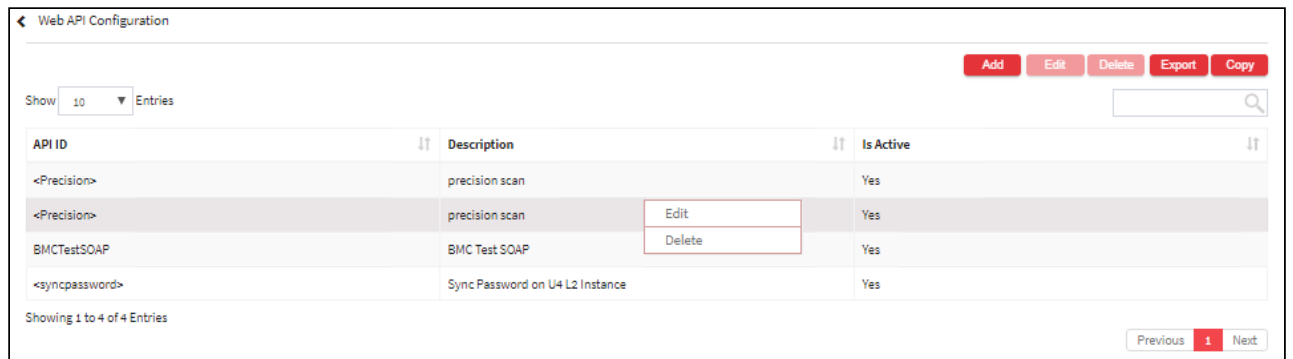 Web API Configuration
Add Edit Delete Export Copy
Show 10 Entries
API ID Description Is Active
<Precision> precision scan Yes
<Precision> precision scan Yes
Edit
Delete
BMCTestSOAP BMC Test SOAP Yes
<syncpassword> Sync Password on U4 L2 Instance Yes
Showing 1 to 4 of 4 Entries
Previous 1 Next